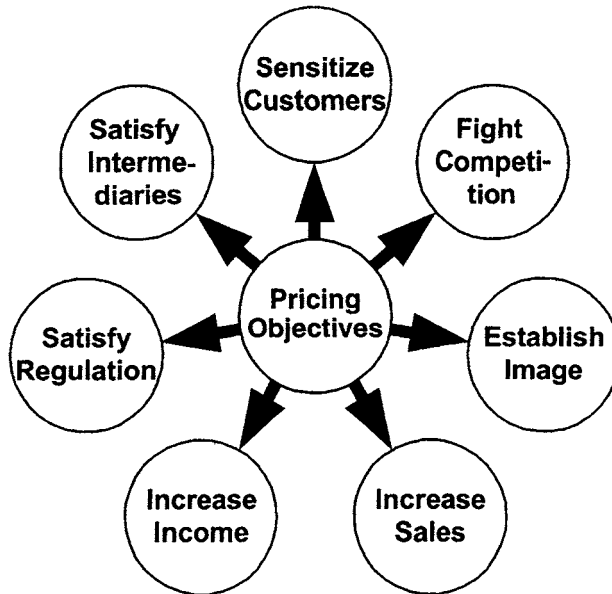 Sensitize
Customers
Satisfy
Interme-
diaries
Fight
Competi-
tion
Pricing
Objectives
Satisfy
Regulation
Establish
Image
Increase
Income
Increase
Sales